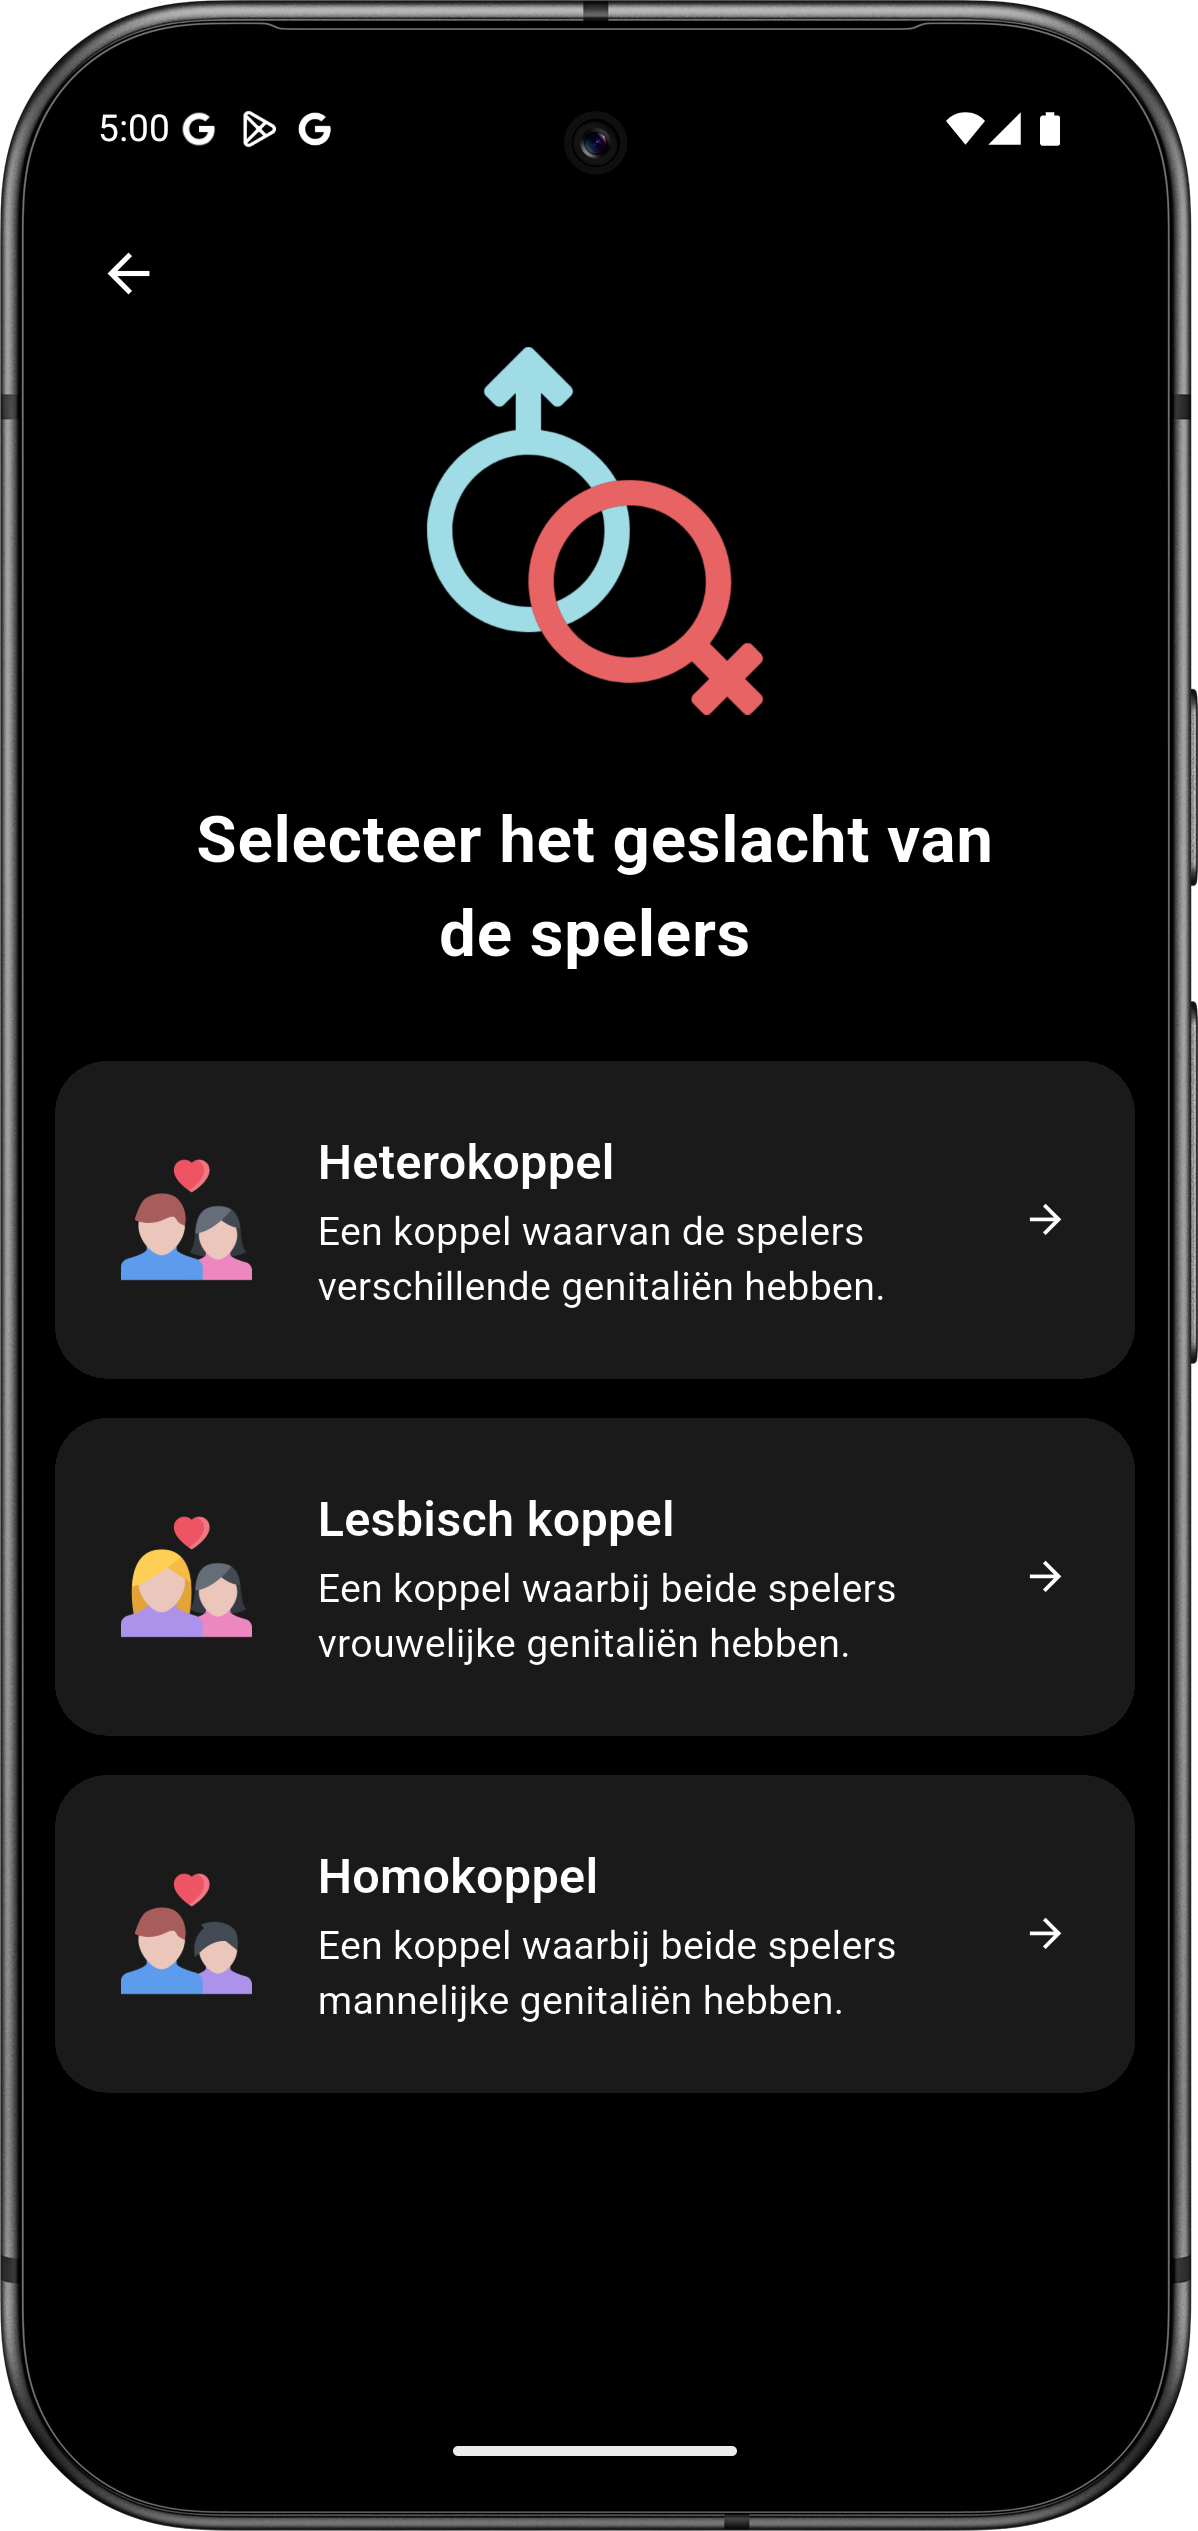 5:00
Selecteer het geslacht van
de spelers
Heterokoppel
Een koppel waarvan de spelers
verschillende genitaliën hebben.
Lesbisch koppel
Een koppel waarbij beide spelers
vrouwelijke genitaliën hebben.
Homokoppel
Een koppel waarbij beide spelers
mannelijke genitaliën hebben.